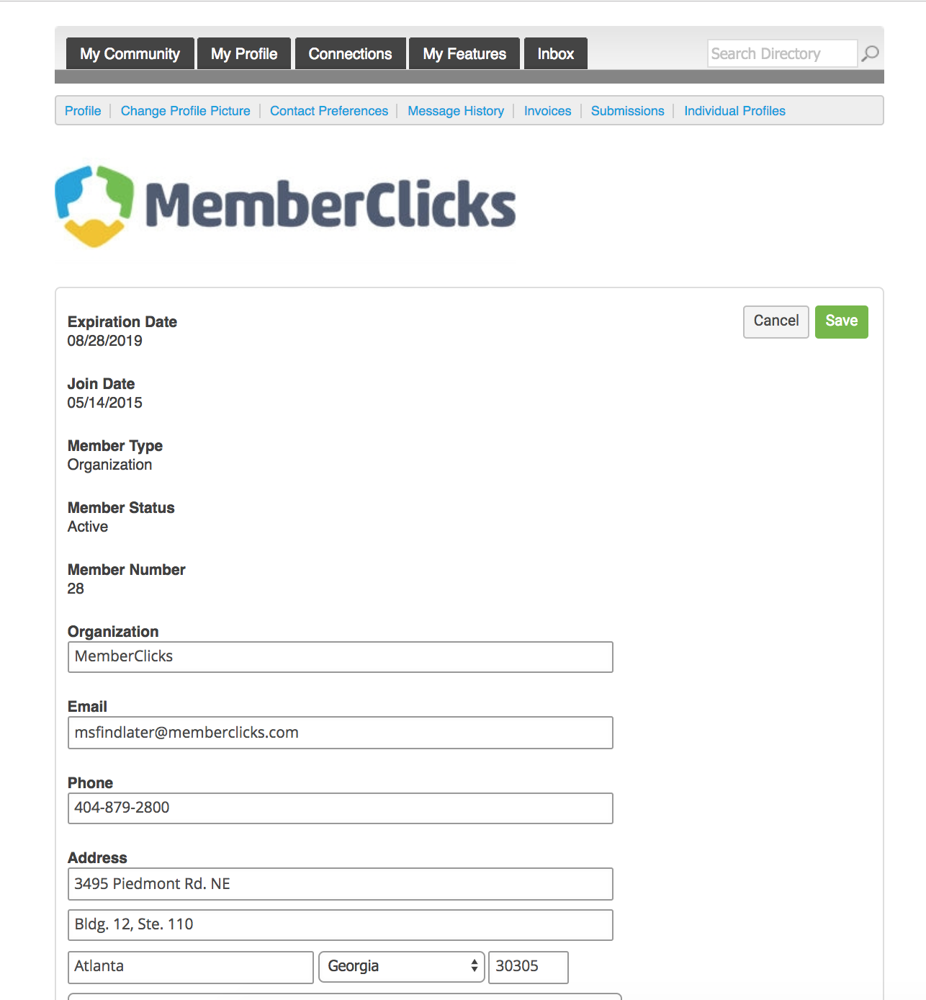 My Community My Profile Connections My Features Inbox Search Directory
Profile Change Profile Picture Contact Preferences Message History Invoices Submissions Individual Profiles
MemberClicks
Cancel Save
Expiration Date
08/28/2019
Join Date
05/14/2015
Member Type
Organization
Member Status
Active
Member Number
28
Organization
MemberClicks
Email
msfindlater@memberclicks.com
Phone
404-879-2800
Address
3495 Piedmont Rd. NE
Bldg. 12, Ste. 110
Atlanta Georgia 30305